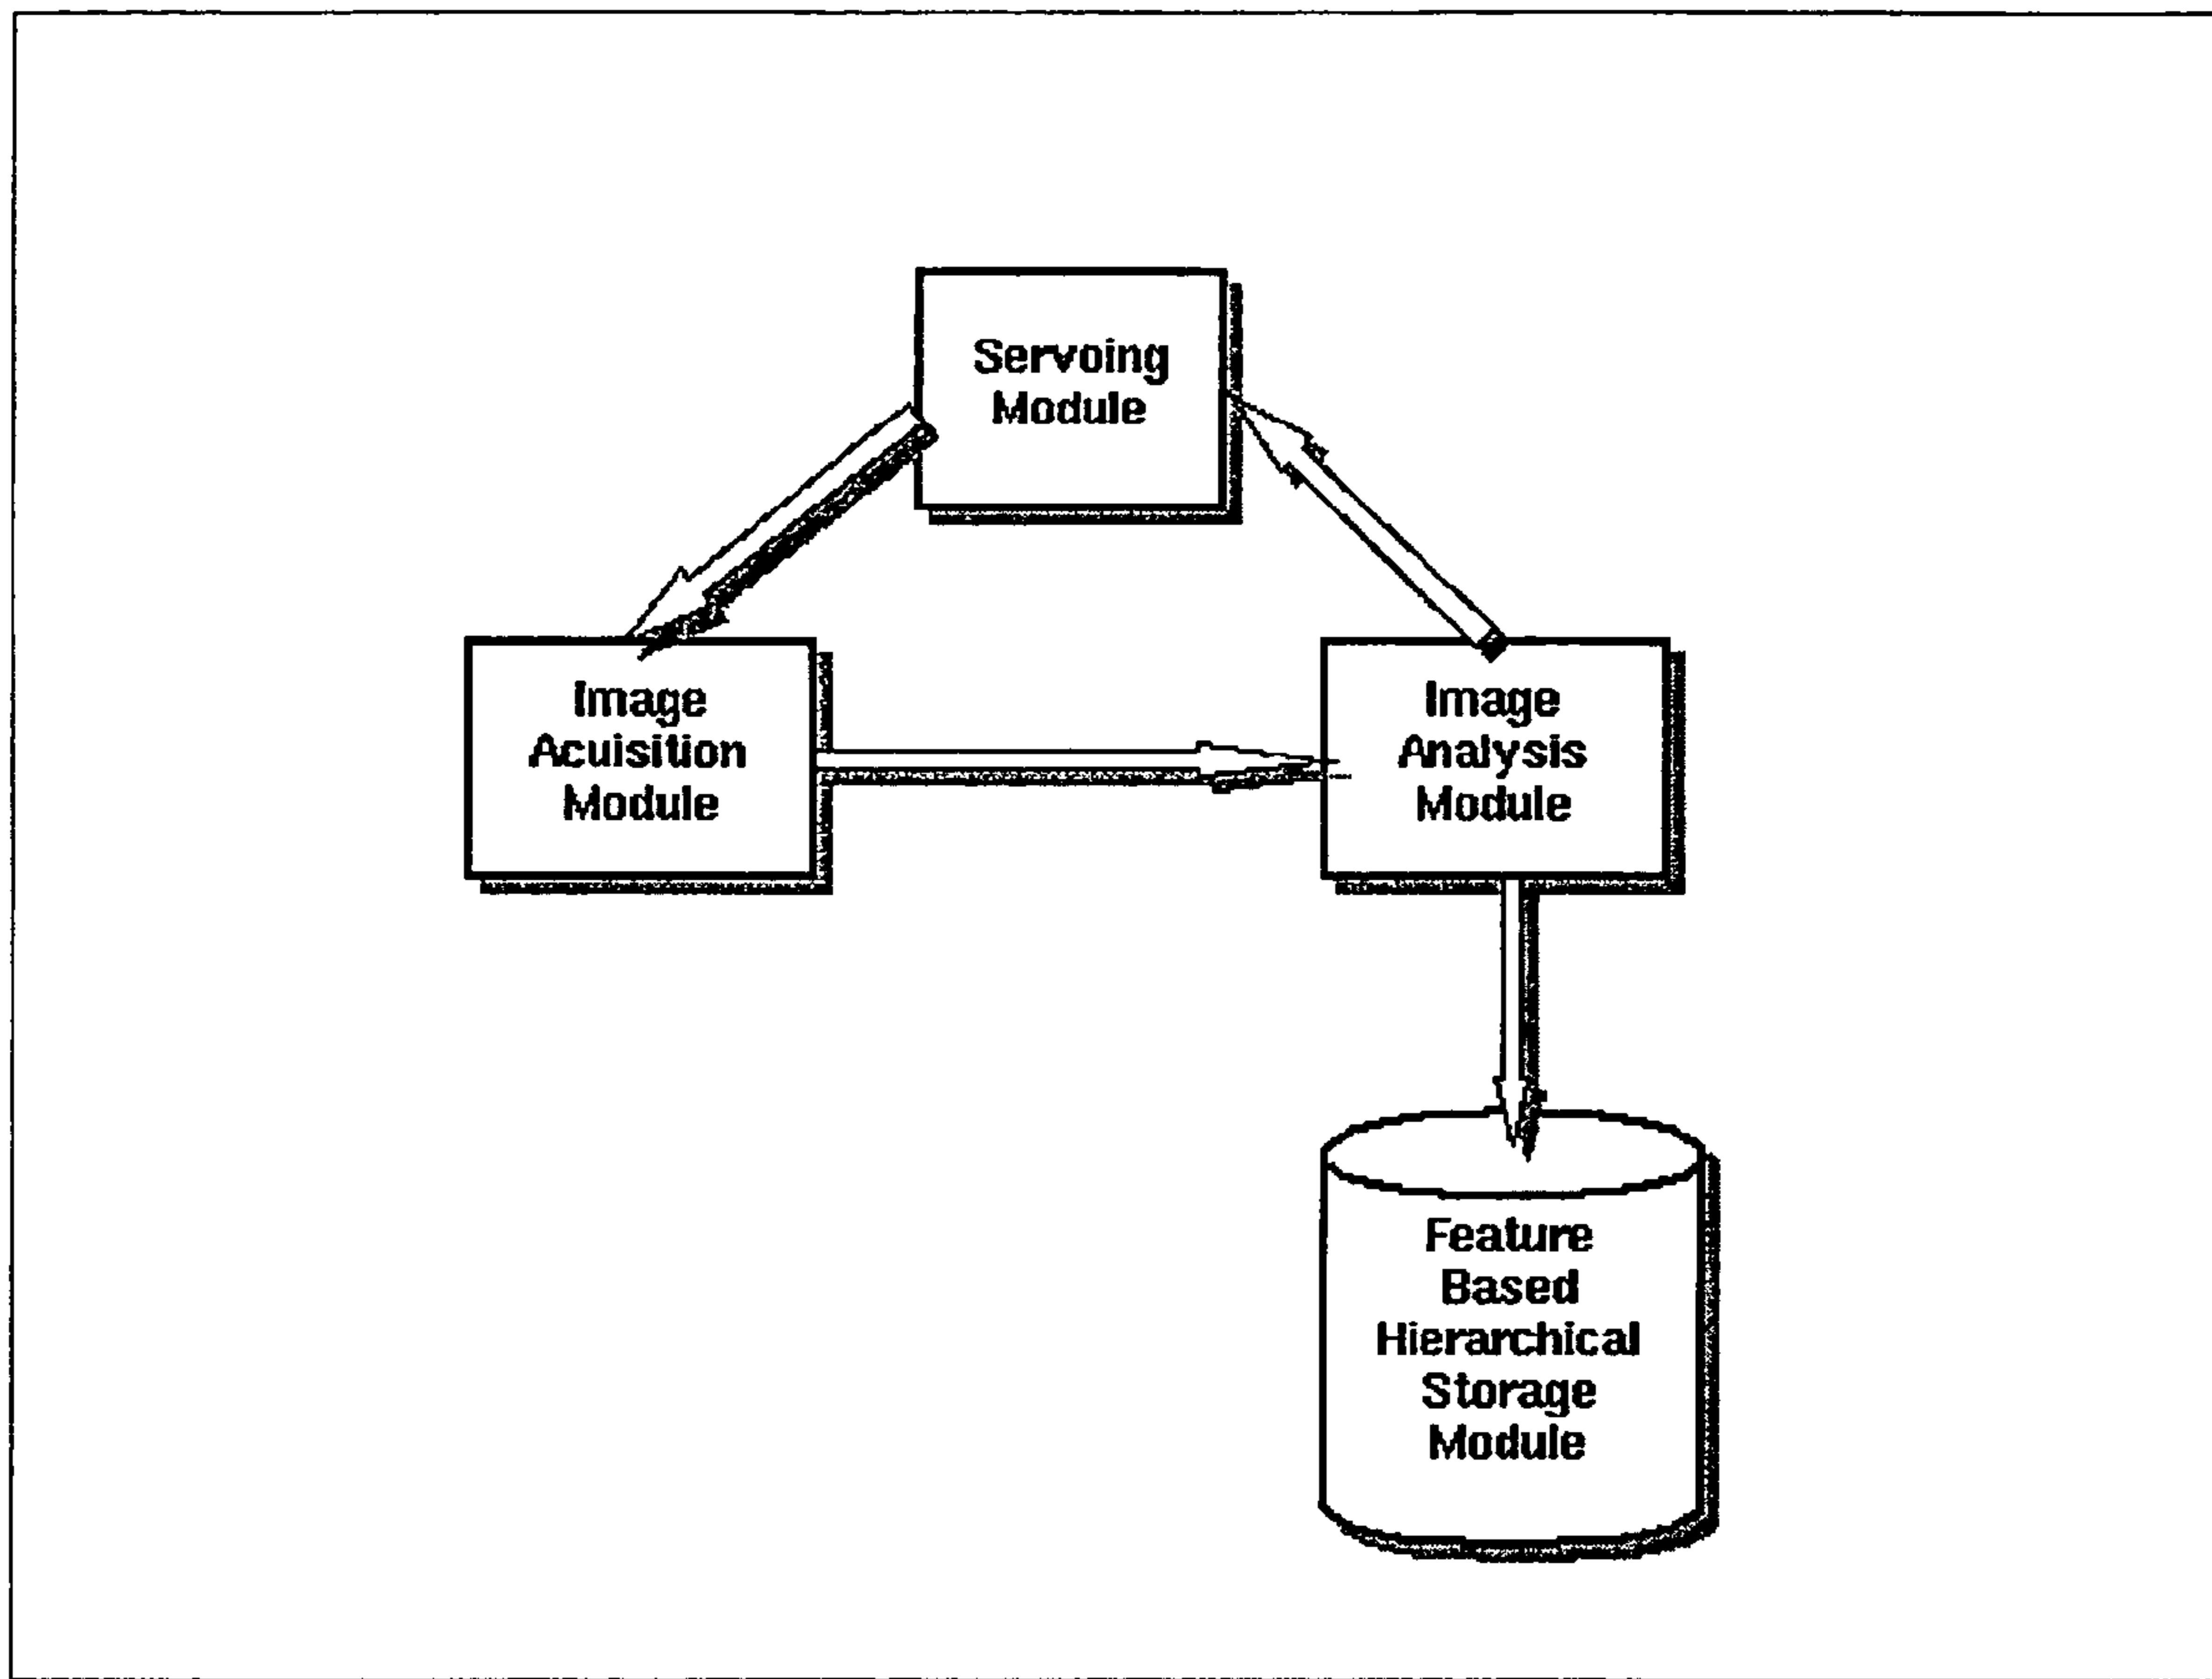 Servoing
Module
Image
Acuisition
Module
Image
Analysis
Module
Feature
Based
Hierarchical
Storage
Module